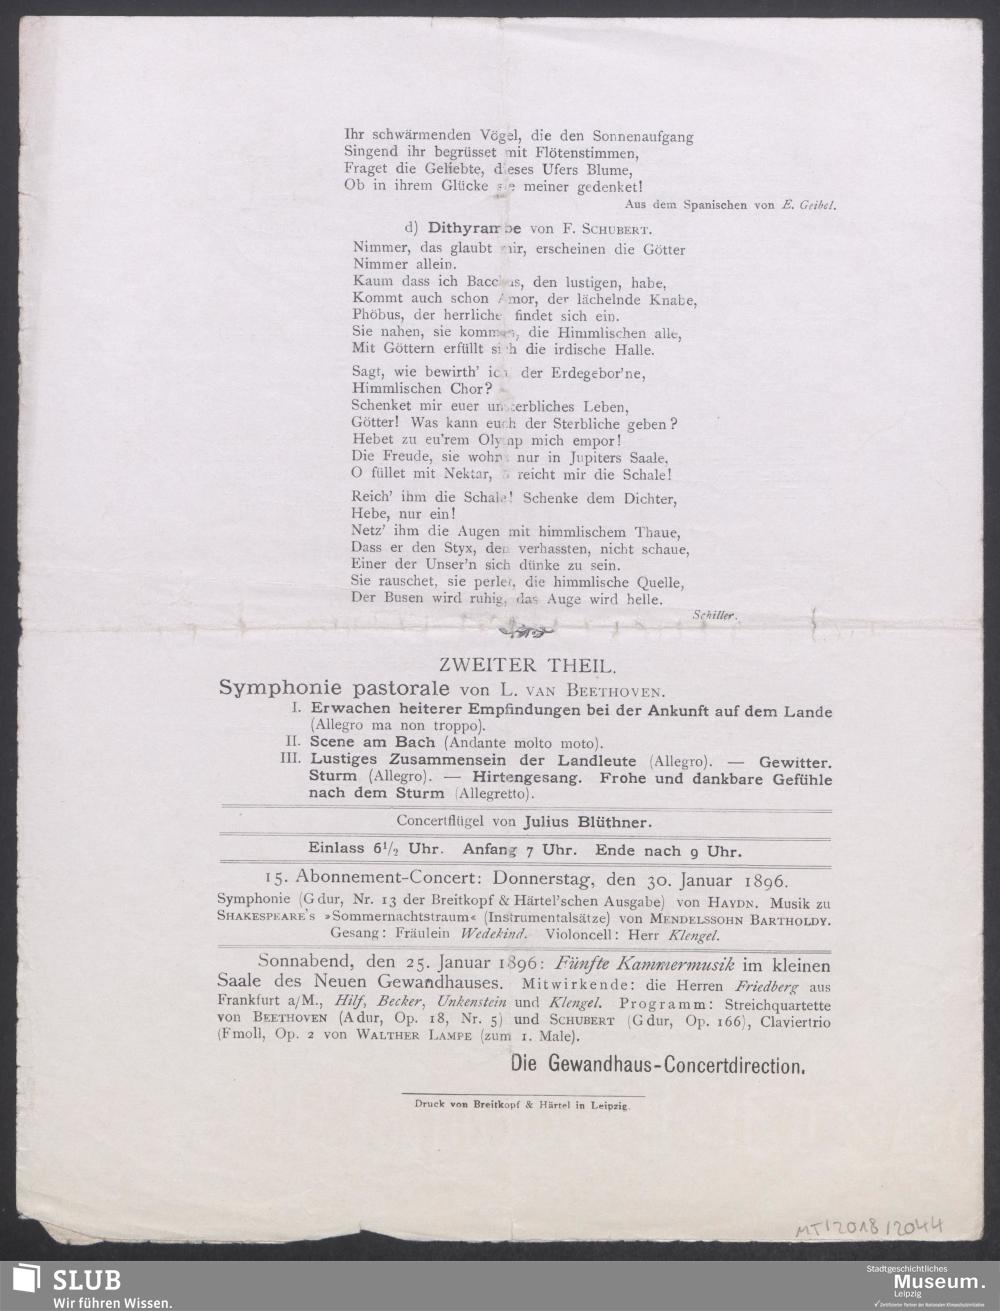 Ihr schwärmenden Vögel, die den Sonnenaufgang
Singend ihr begrüsset mit Flötenstimmen,
Fraget die Geliebte, dieses Ufers Blume,
Ob in ihrem Glücke sie meiner gedenket!
Aus dem Spanischen von E. Geibel.
d) Dithyrambe von F. SCHUBERT.
Nimmer, das glaubt mir, erscheinen die Götter
Nimmer allein.
Kaum dass ich Bacchus, den lustigen, habe,
Kommt auch schon Amor, der lächelnde Knabe,
Phöbus, der herrliche findet sich ein.
Sie nahen, sie kommen, die Himmlischen alle,
Mit Göttern erfüllt sich die irdische Halle.
Sagt, wie bewirth' ich der Erdegebor'ne,
Himmlischen Chor?
Schenket mir euer unsterbliches Leben,
Götter! Was kann euch der Sterbliche geben?
Hebet zu eu'rem Olymp mich empor!
Die Freude, sie wohnt nur in Jupiters Saale,
O füllet mit Nektar, o reicht mir die Schale!
Reich' ihm die Schale! Schenke dem Dichter,
Hebe, nur ein!
Netz' ihm die Augen mit himmlischem Thaue,
Dass er den Styx, den verhassten, nicht schaue,
Einer der Unser'n sich dünke zu sein.
Sie rauschet, sie perlet, die himmlische Quelle,
Der Busen wird ruhig, das Auge wird helle.
Schiller.
ZWEITER THEIL.
Symphonie pastorale von L. VAN BEETHOVEN.
I. Erwachen heiterer Empfindungen bei der Ankunft auf dem Lande
(Allegro ma non troppo).
II. Scene am Bach (Andante molto moto).
III. Lustiges Zusammensein der Landleute (Allegro). — Gewitter.
Sturm (Allegro). — Hirtengesang. Frohe und dankbare Gefühle
nach dem Sturm (Allegretto).
Concertflügel von Julius Blüthner.
Einlass 6½ Uhr. Anfang 7 Uhr. Ende nach 9 Uhr.
15. Abonnement-Concert: Donnerstag, den 30. Januar 1896.
Symphonie (G dur, Nr. 13 der Breitkopf & Härtel'schen Ausgabe) von HAYDN. Musik zu
SHAKESPEARE'S »Sommernachtstraum« (Instrumentalsätze) von MENDELSSOHN BARTHOLDY.
Gesang: Fräulein Wedekind. Violoncell: Herr Klengel.
Sonnabend, den 25. Januar 1896: Fünfte Kammermusik im kleinen
Saale des Neuen Gewandhauses. Mitwirkende: die Herren Friedberg aus
Frankfurt a/M., Hilf, Becker, Unkenstein und Klengel. Programm: Streichquartette
von BEETHOVEN (A dur, Op. 18, Nr. 5) und SCHUBERT (G dur, Op. 166), Claviertrio
(F moll, Op. 2 von WALTHER LAMPE (zum 1. Male).
Die Gewandhaus-Concertdirection.
Druck von Breitkopf & Härtel in Leipzig.
MT/2018/2044
SLUB
Wir führen Wissen.
Stadtgeschichtliches
Museum.
Leipzig
Zertifizierter Partner der Nationalen Klimaschutzinitiative